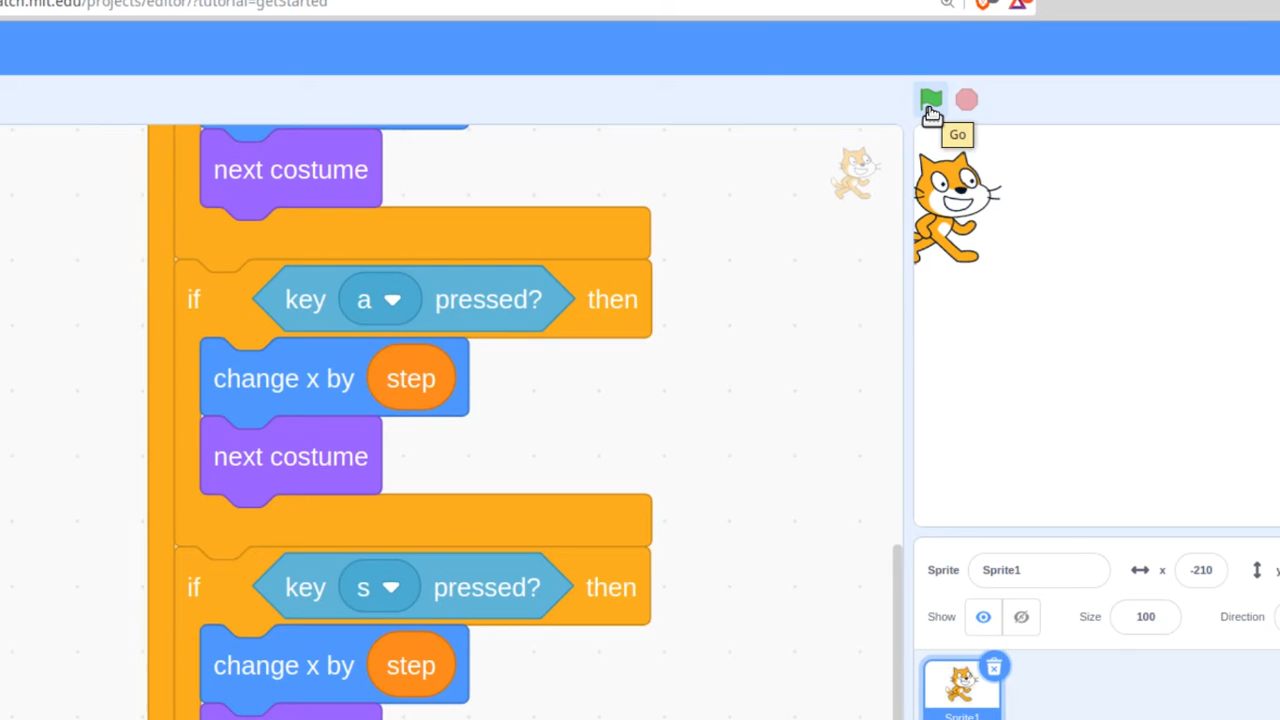 atch.mit.edu/projects/editor/?tutorial=getStarted
Go
next costume
if key a pressed? then
change x by step
next costume
if key s pressed? then
change x by step
Sprite Sprite1 x -210 y
Show Size 100 Direction
Sprite1